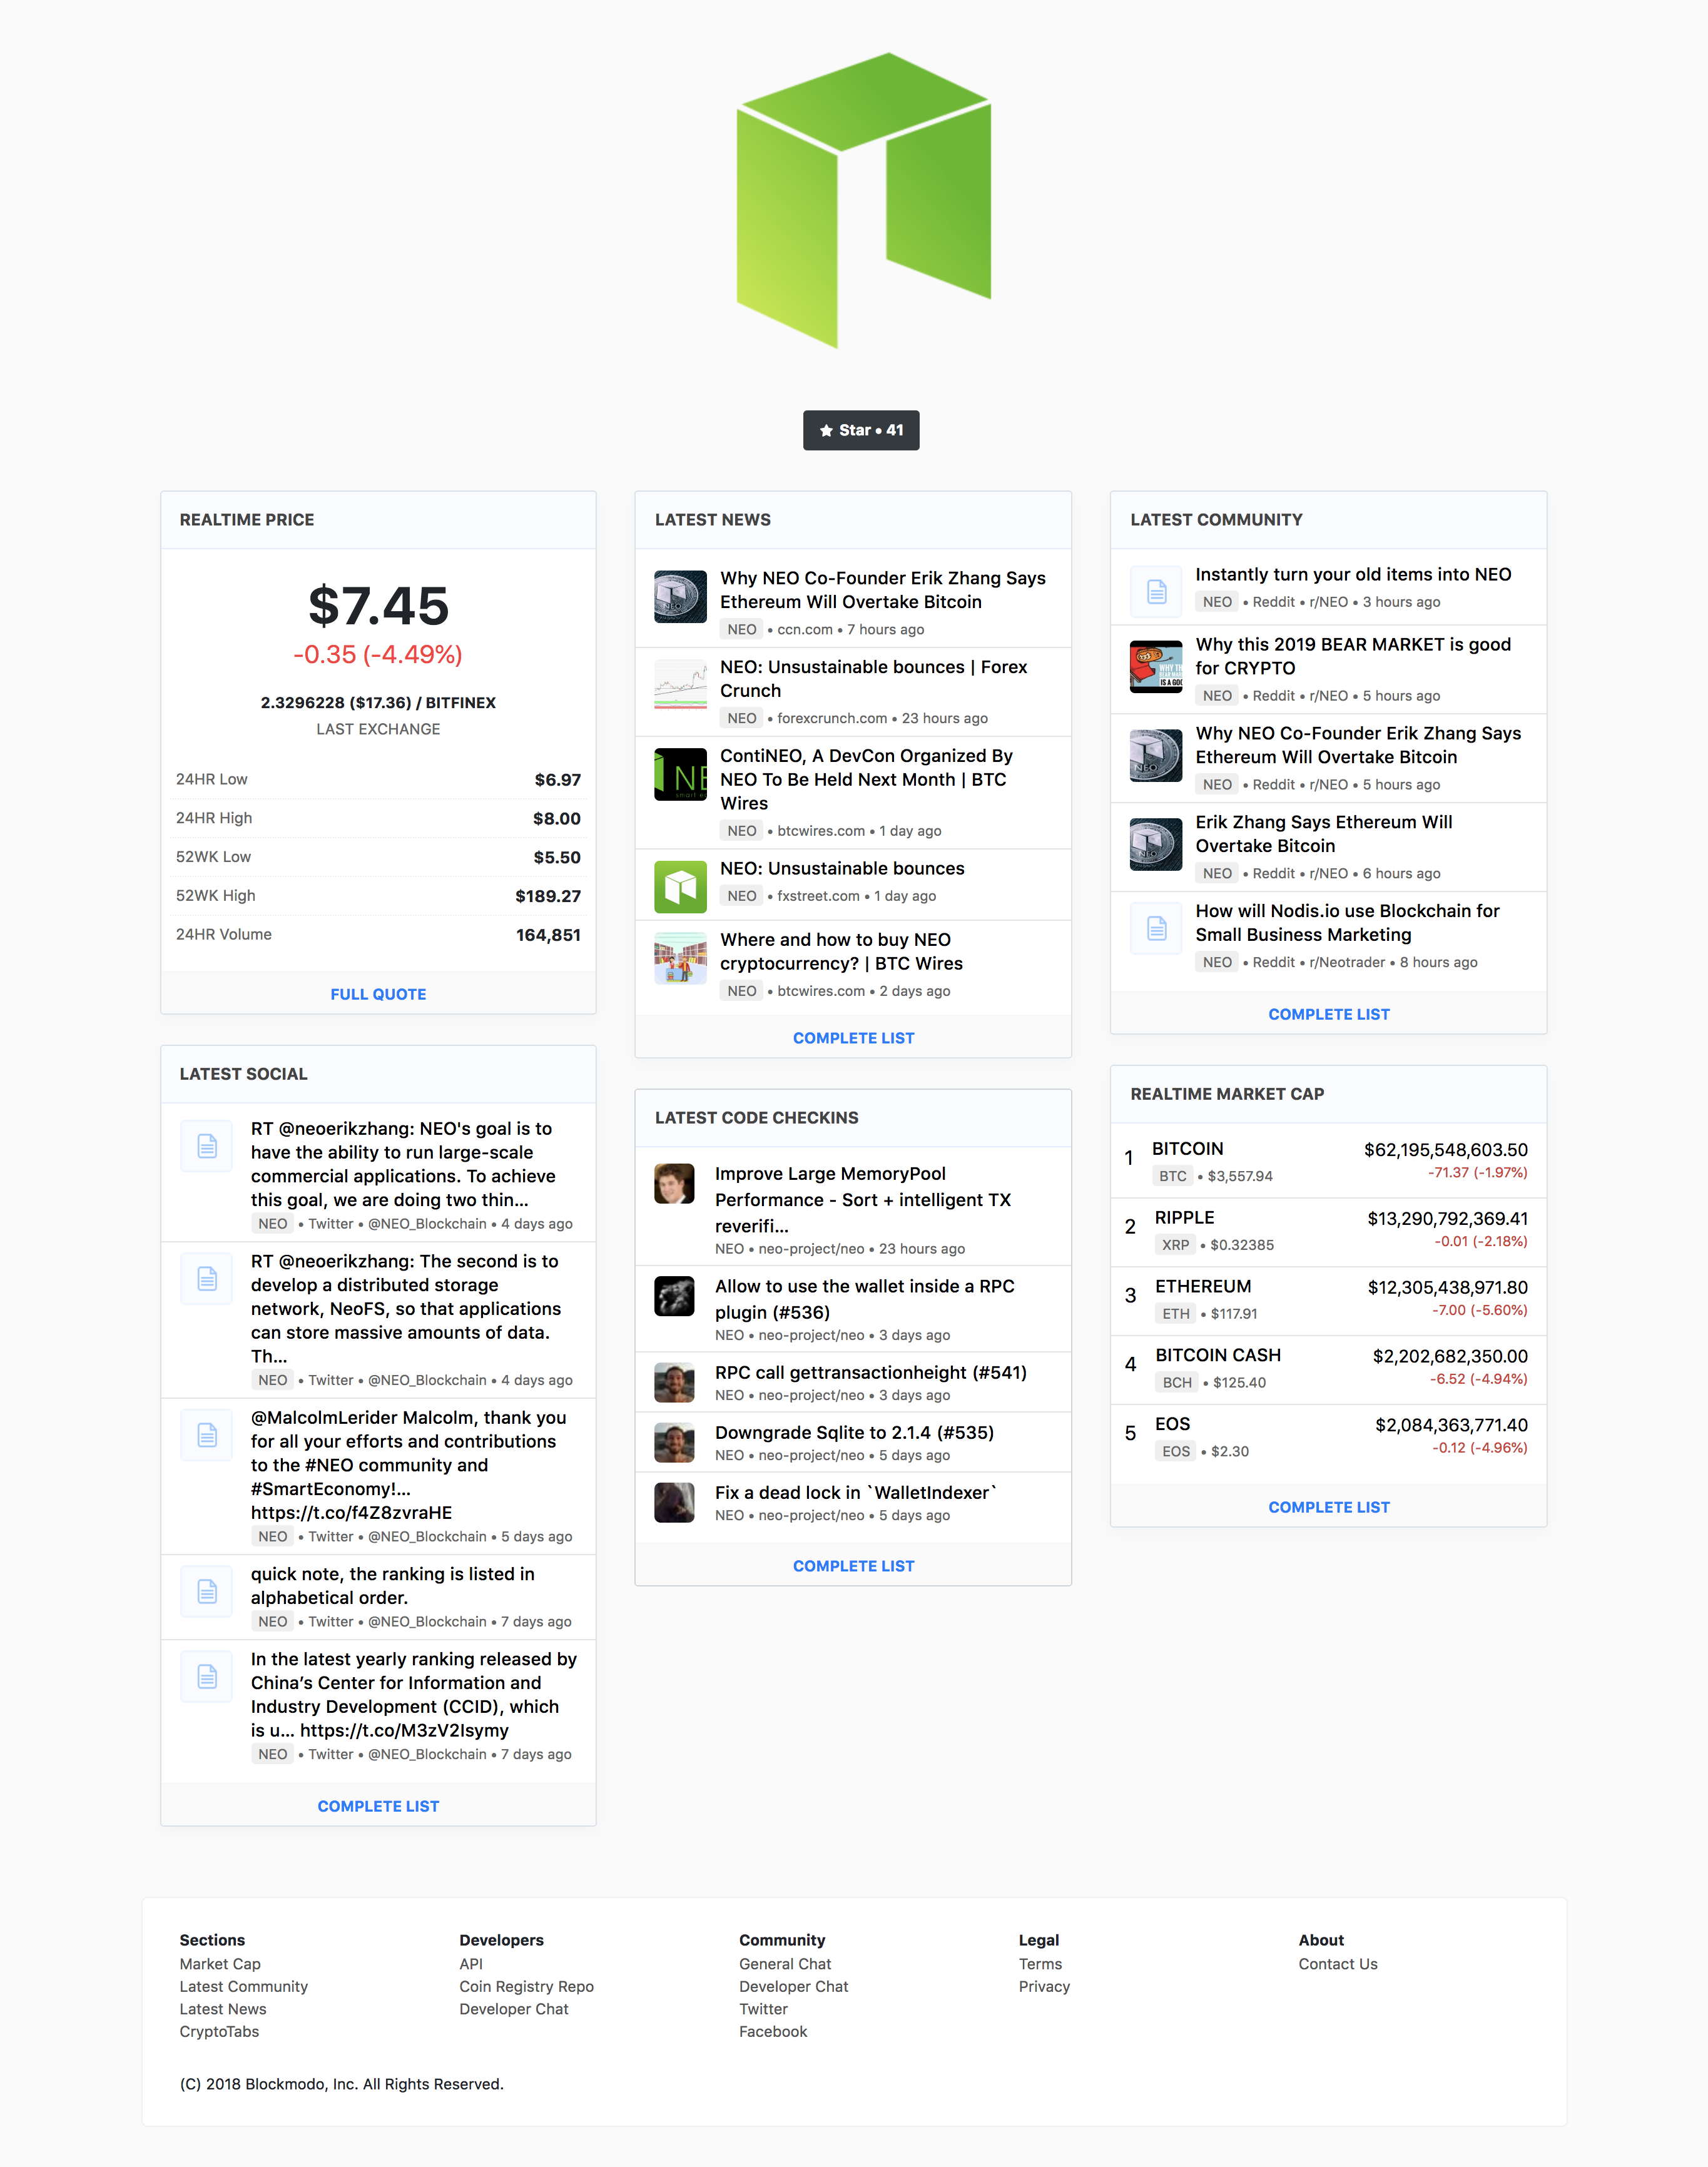 Star • 41
REALTIME PRICE
$7.45
-0.35 (-4.49%)
2.3296228 ($17.36) / BITFINEX
LAST EXCHANGE
24HR Low $6.97
24HR High $8.00
52WK Low $5.50
52WK High $189.27
24HR Volume 164,851
FULL QUOTE
LATEST SOCIAL
RT @neoerikzhang: NEO's goal is to
have the ability to run large-scale
commercial applications. To achieve
this goal, we are doing two thin...
NEO • Twitter • @NEO_Blockchain • 4 days ago
RT @neoerikzhang: The second is to
develop a distributed storage
network, NeoFS, so that applications
can store massive amounts of data.
Th...
NEO • Twitter • @NEO_Blockchain • 4 days ago
@MalcolmLerider Malcolm, thank you
for all your efforts and contributions
to the #NEO community and
#SmartEconomy!...
https://t.co/f4Z8zvraHE
NEO • Twitter • @NEO_Blockchain • 5 days ago
quick note, the ranking is listed in
alphabetical order.
NEO • Twitter • @NEO_Blockchain • 7 days ago
In the latest yearly ranking released by
China’s Center for Information and
Industry Development (CCID), which
is u... https://t.co/M3zV2Isymy
NEO • Twitter • @NEO_Blockchain • 7 days ago
COMPLETE LIST
LATEST NEWS
Why NEO Co-Founder Erik Zhang Says
Ethereum Will Overtake Bitcoin
NEO • ccn.com • 7 hours ago
NEO: Unsustainable bounces | Forex
Crunch
NEO • forexcrunch.com • 23 hours ago
ContiNEO, A DevCon Organized By
NEO To Be Held Next Month | BTC
Wires
NEO • btcwires.com • 1 day ago
NEO: Unsustainable bounces
NEO • fxstreet.com • 1 day ago
Where and how to buy NEO
cryptocurrency? | BTC Wires
NEO • btcwires.com • 2 days ago
COMPLETE LIST
LATEST CODE CHECKINS
Improve Large MemoryPool
Performance - Sort + intelligent TX
reverifi...
NEO • neo-project/neo • 23 hours ago
Allow to use the wallet inside a RPC
plugin (#536)
NEO • neo-project/neo • 3 days ago
RPC call gettransactionheight (#541)
NEO • neo-project/neo • 3 days ago
Downgrade Sqlite to 2.1.4 (#535)
NEO • neo-project/neo • 5 days ago
Fix a dead lock in `WalletIndexer`
NEO • neo-project/neo • 5 days ago
COMPLETE LIST
LATEST COMMUNITY
Instantly turn your old items into NEO
NEO • Reddit • r/NEO • 3 hours ago
Why this 2019 BEAR MARKET is good
for CRYPTO
NEO • Reddit • r/NEO • 5 hours ago
Why NEO Co-Founder Erik Zhang Says
Ethereum Will Overtake Bitcoin
NEO • Reddit • r/NEO • 5 hours ago
Erik Zhang Says Ethereum Will
Overtake Bitcoin
NEO • Reddit • r/NEO • 6 hours ago
How will Nodis.io use Blockchain for
Small Business Marketing
NEO • Reddit • r/Neotrader • 8 hours ago
COMPLETE LIST
REALTIME MARKET CAP
1 BITCOIN $62,195,548,603.50
BTC • $3,557.94 -71.37 (-1.97%)
2 RIPPLE $13,290,792,369.41
XRP • $0.32385 -0.01 (-2.18%)
3 ETHEREUM $12,305,438,971.80
ETH • $117.91 -7.00 (-5.60%)
4 BITCOIN CASH $2,202,682,350.00
BCH • $125.40 -6.52 (-4.94%)
5 EOS $2,084,363,771.40
EOS • $2.30 -0.12 (-4.96%)
COMPLETE LIST
Sections
Market Cap
Latest Community
Latest News
CryptoTabs
Developers
API
Coin Registry Repo
Developer Chat
Community
General Chat
Developer Chat
Twitter
Facebook
Legal
Terms
Privacy
About
Contact Us
(C) 2018 Blockmodo, Inc. All Rights Reserved.